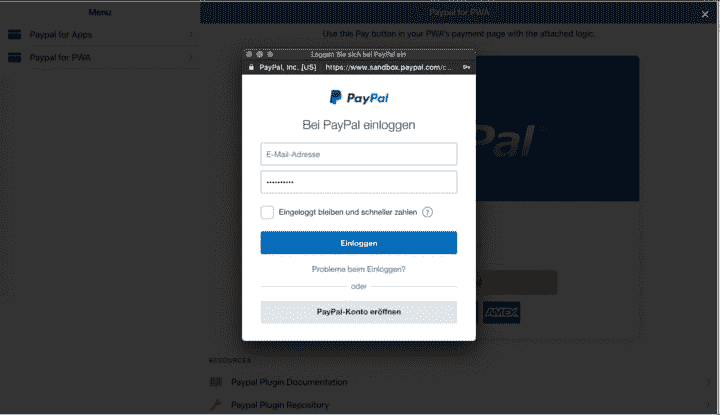 Menu
Paypal for PWA
Paypal for Apps
Use this Pay button in your PWA's payment page with the attached logic.
Paypal for PWA
Loggen Sie sich bei PayPal ein
PayPal, Inc. [US] https://www.sandbox.paypal.com/c...
PayPal
Bei PayPal einloggen
E-Mail-Adresse
••••••••••
Eingeloggt bleiben und schneller zahlen ?
Einloggen
Probleme beim Einloggen?
oder
PayPal-Konto eröffnen
Pal
AMEX
RESOURCES
Paypal Plugin Documentation
Paypal Plugin Repository